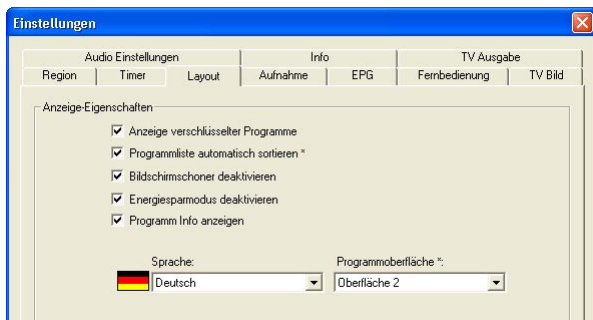 Einstellungen
Audio Einstellungen Info TV Ausgabe
Region Timer Layout Aufnahme EPG Fernbedienung TV Bild
Anzeige-Eigenschaften
Anzeige verschlüsselter Programme
Programmliste automatisch sortieren *
Bildschirmschoner deaktivieren
Energiesparmodus deaktivieren
Programm Info anzeigen
Sprache: Programmoberfläche *:
Deutsch Oberfläche 2